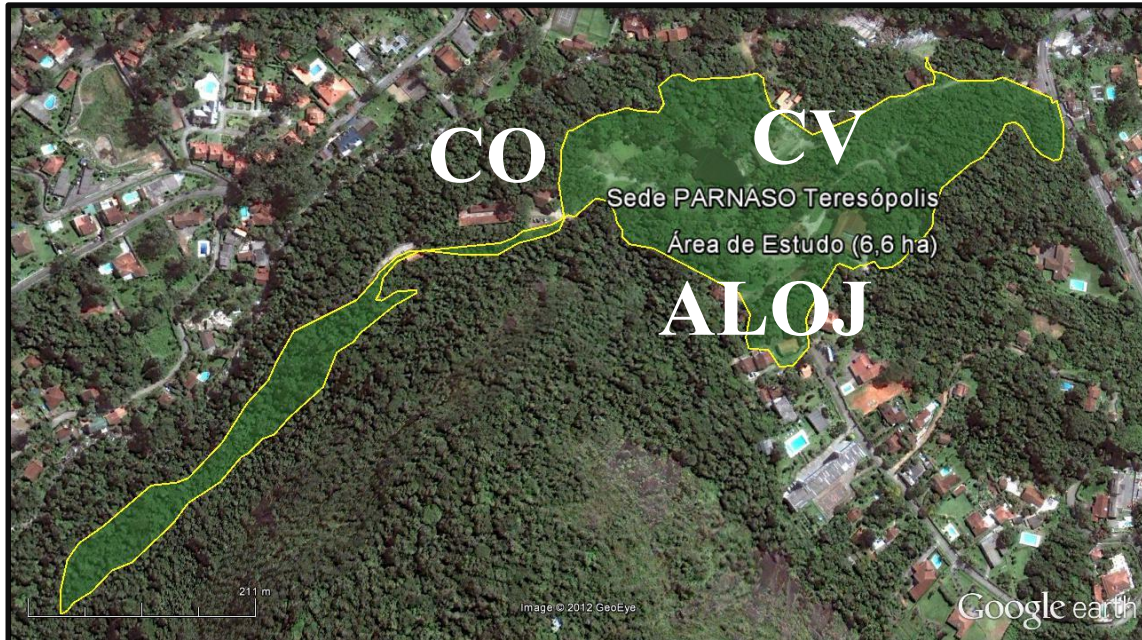 CV
CO
Sede PARNASO Teresópolis
Área de Estudo (6,6 ha)
ALOJ
211 m
Image © 2012 GeoEye
Google earth